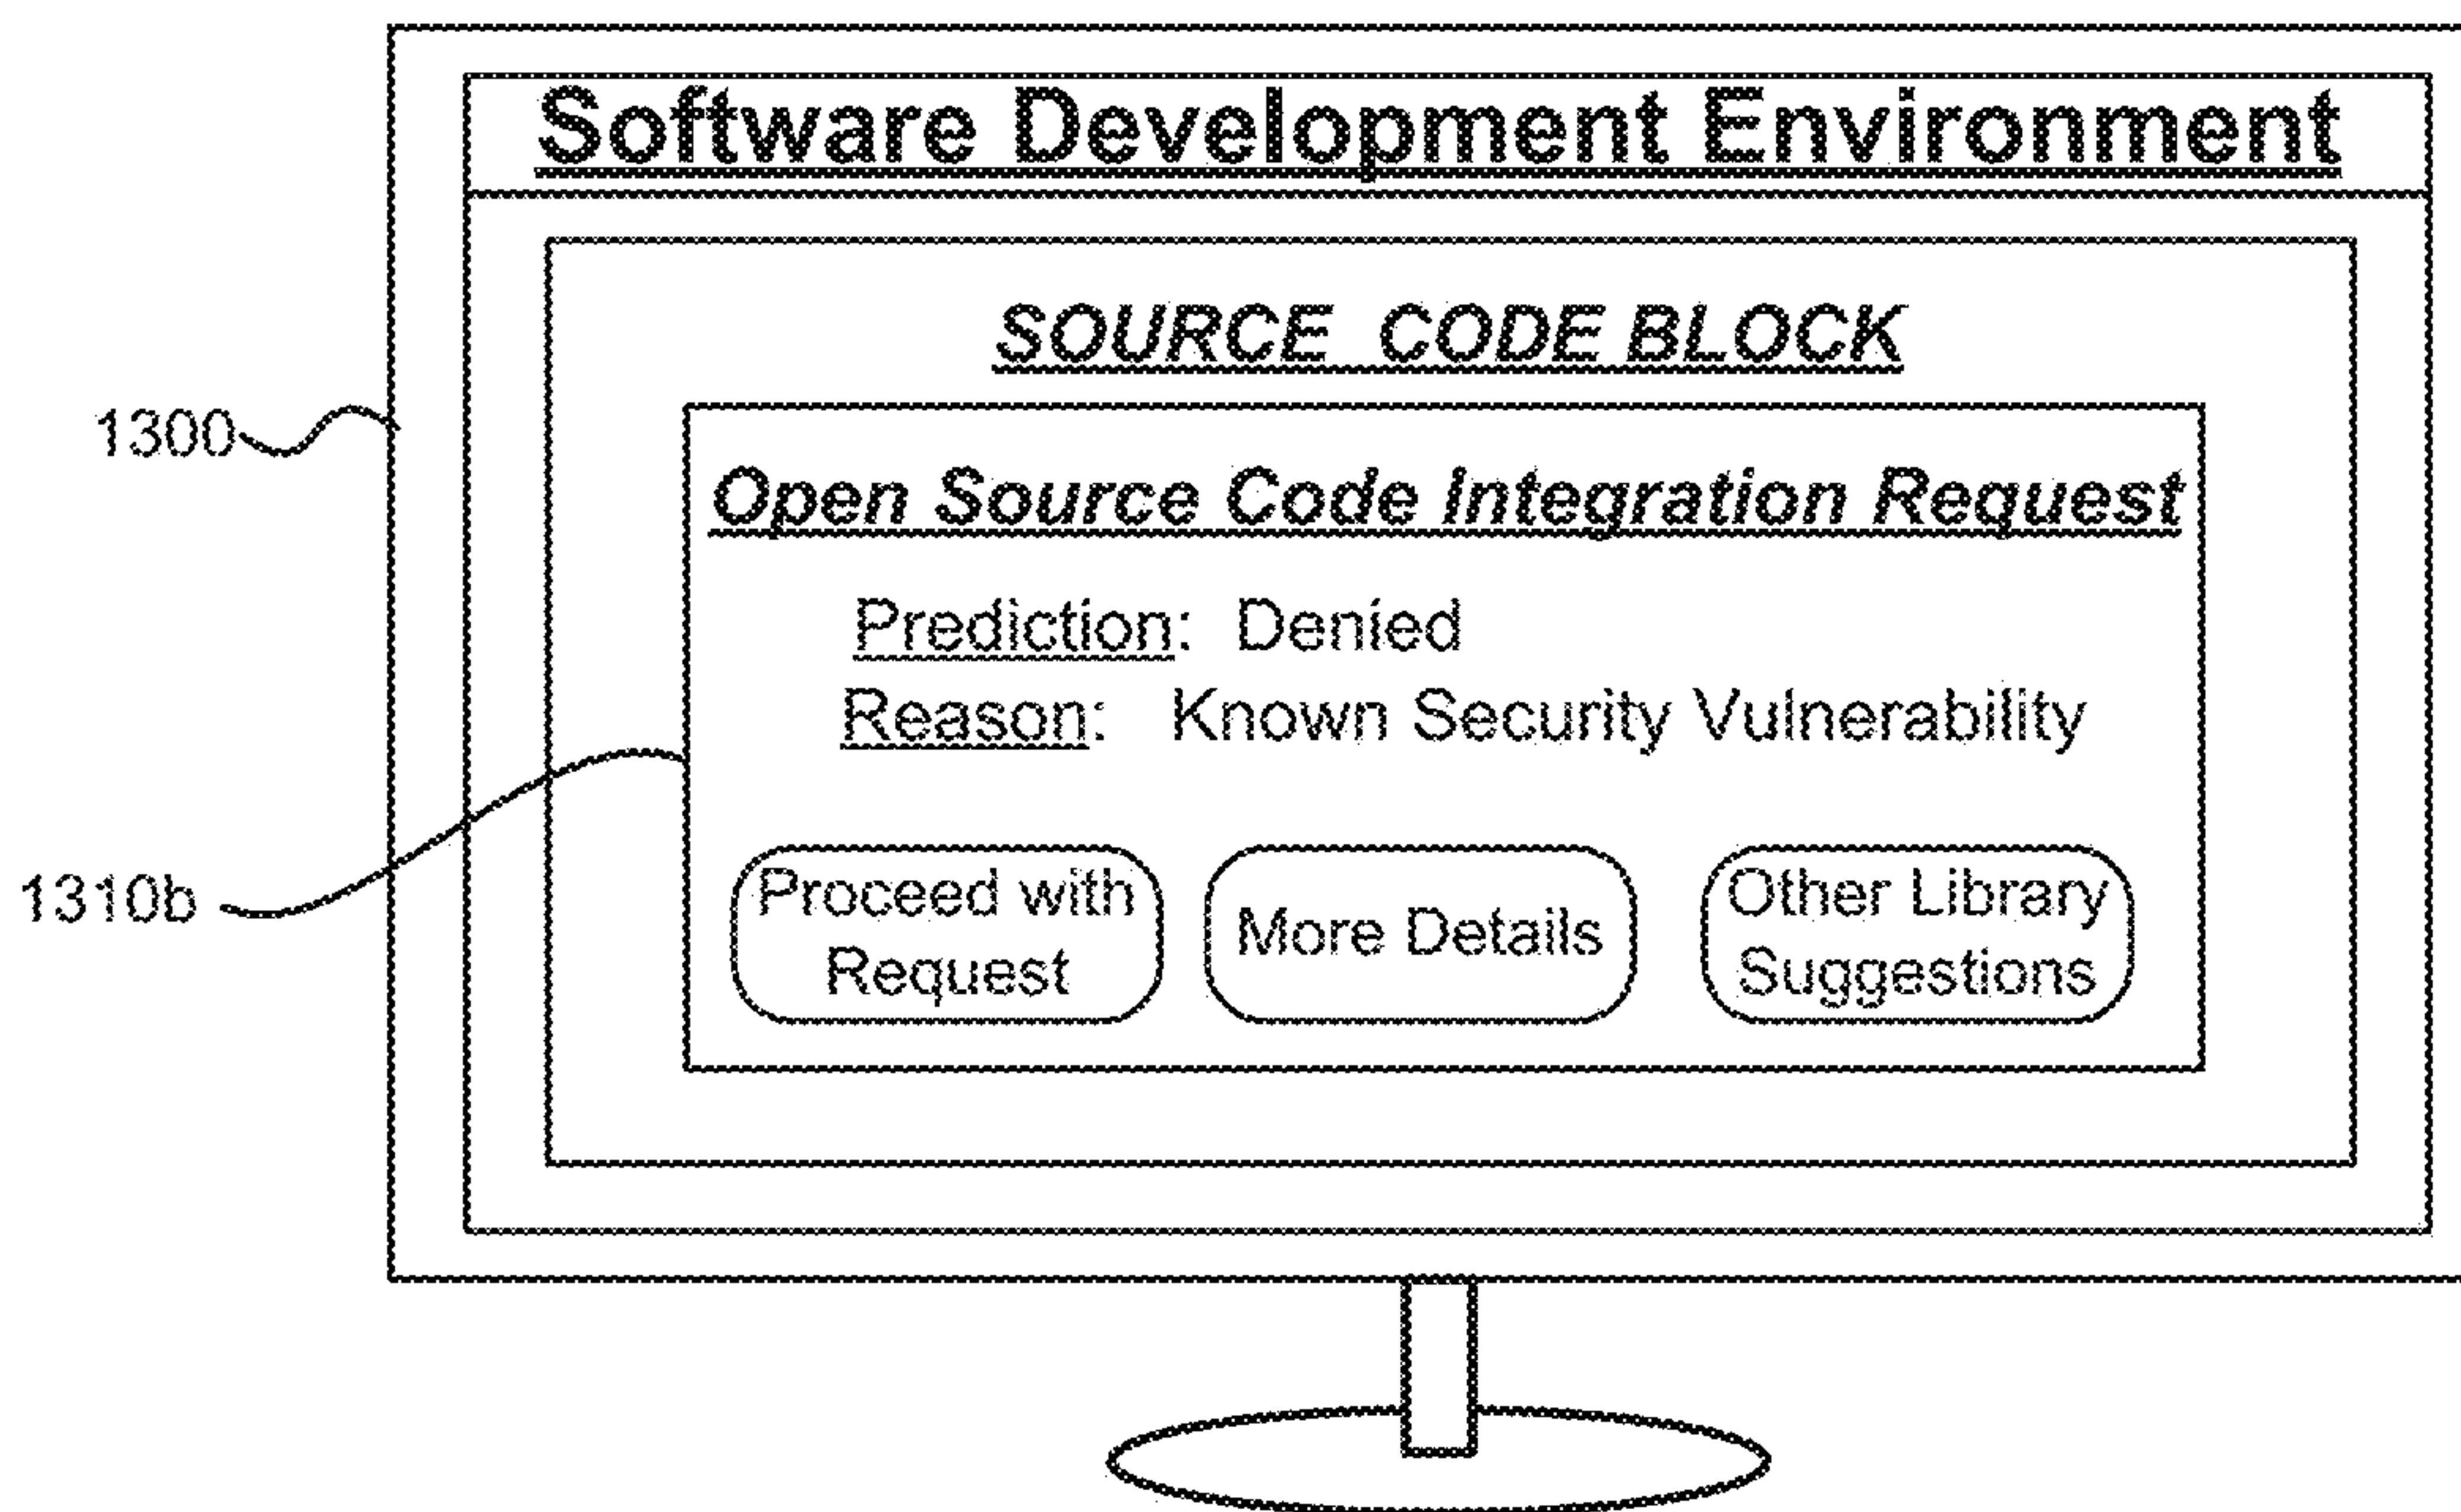 Software Development Environment
SOURCE CODE BLOCK
1300
Open Source Code Integration Request
Prediction: Denied
Reason: Known Security Vulnerability
1310b
Proceed with
Request
More Details
Other Library
Suggestions